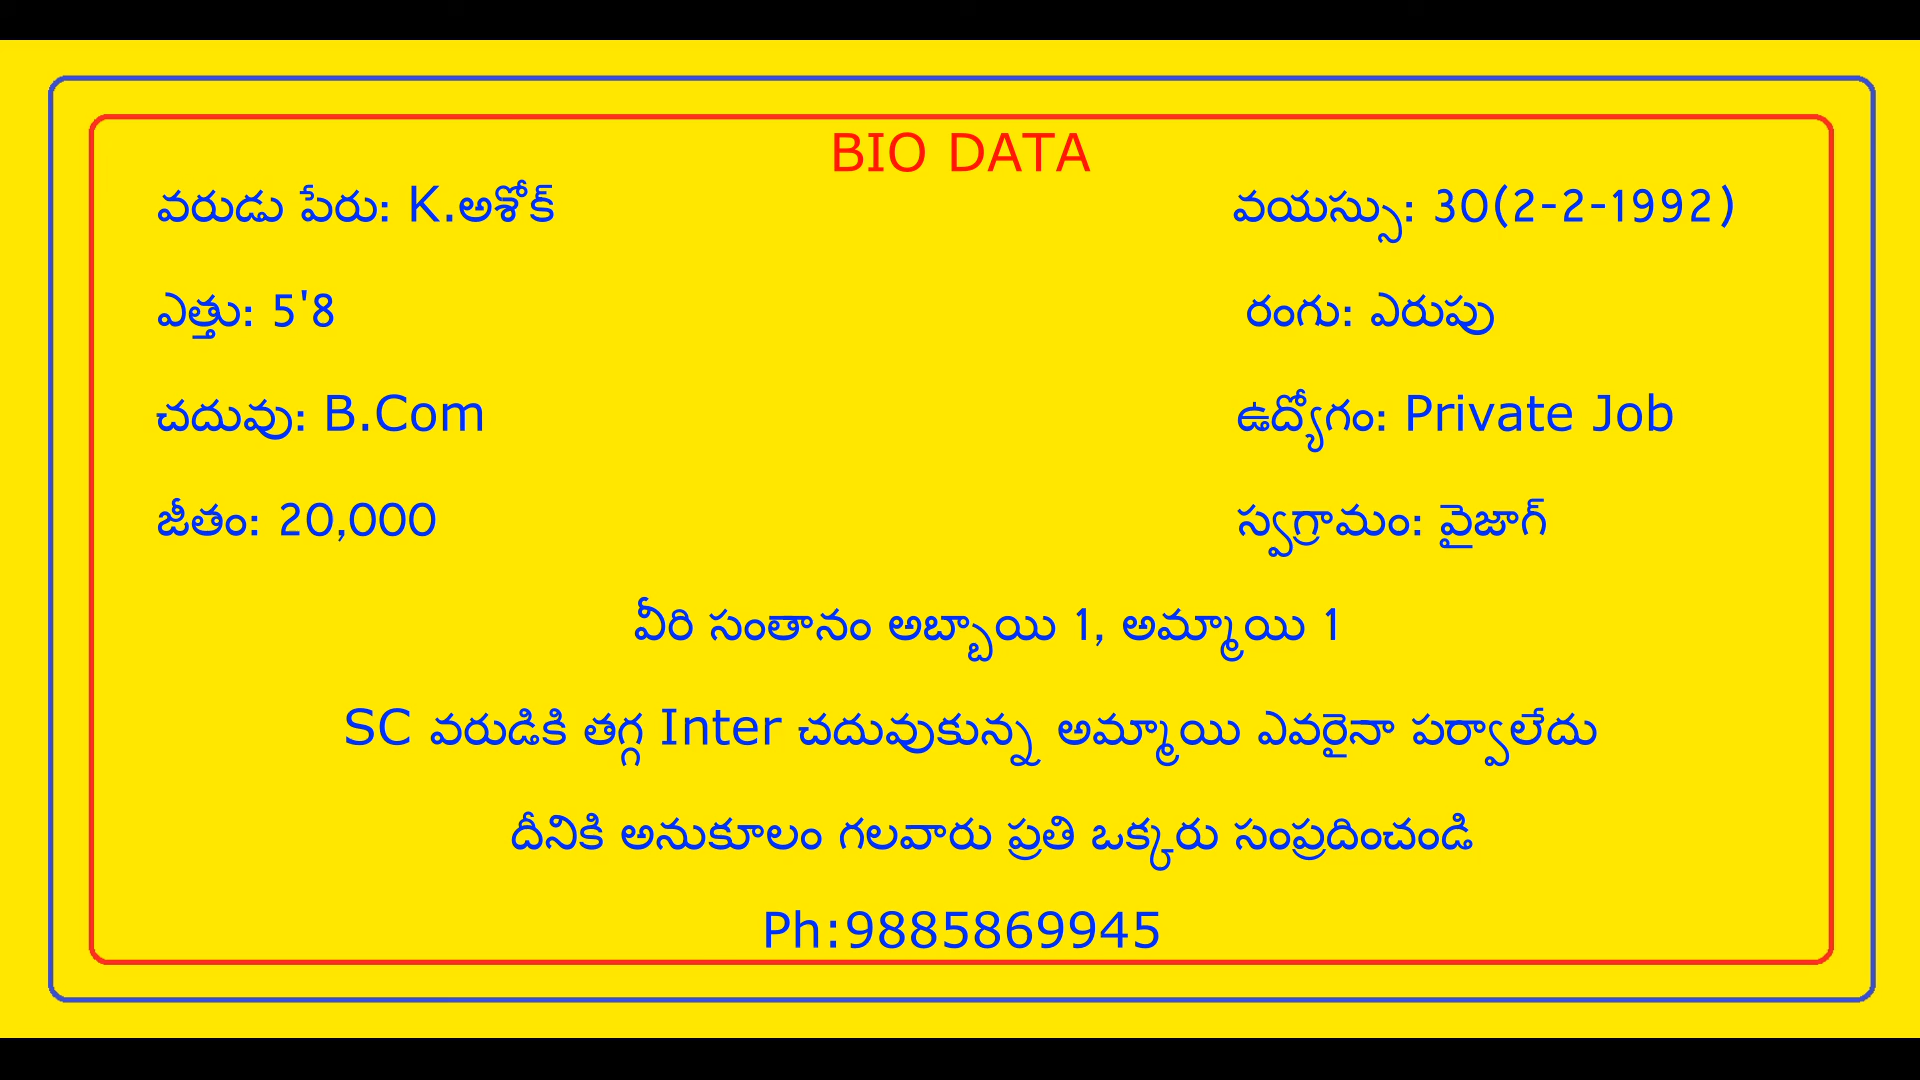 BIO DATA
వరుడు పేరు: K.అశోక్ వయస్సు: 30(2-2-1992)
ఎత్తు: 5'8 రంగు: ఎరుపు
చదువు: B.Com ఉద్యోగం: Private Job
జీతం: 20,000 స్వగ్రామం: వైజాగ్
వీరి సంతానం అబ్బాయి 1, అమ్మాయి 1
SC వరుడికి తగ్గ Inter చదువుకున్న అమ్మాయి ఎవరైనా పర్వాలేదు
దీనికి అనుకూలం గలవారు ప్రతి ఒక్కరు సంప్రదించండి
Ph:9885869945